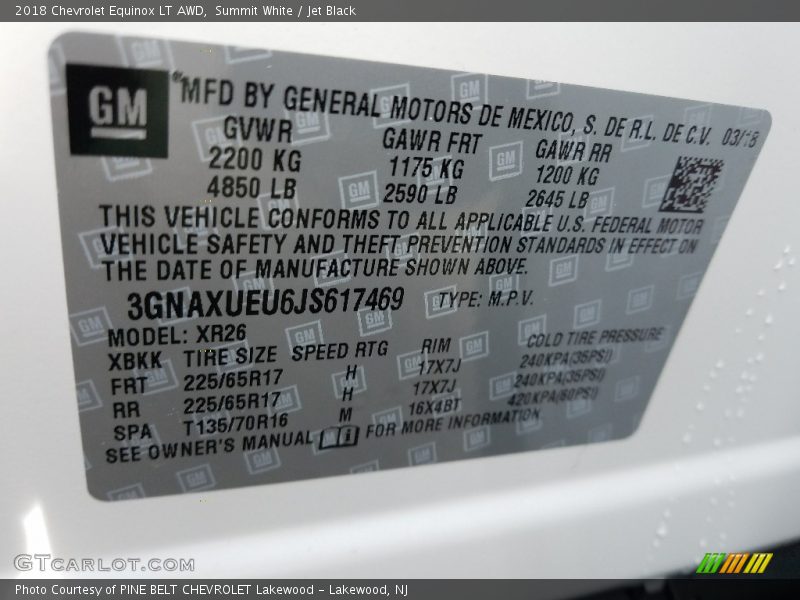 2018 Chevrolet Equinox LT AWD,  Summit White / Jet Black
GM
®MFD BY GENERAL MOTORS DE MEXICO, S. DE R.L. DE C.V. 03/18
GVWR GAWR FRT GAWR RR
2200 KG 1175 KG 1200 KG
4850 LB 2590 LB 2645 LB
THIS VEHICLE CONFORMS TO ALL APPLICABLE U.S. FEDERAL MOTOR
VEHICLE SAFETY AND THEFT PREVENTION STANDARDS IN EFFECT ON
THE DATE OF MANUFACTURE SHOWN ABOVE.
3GNAXUEU6JS617469 TYPE: M.P.V.
MODEL: XR26
XBKK TIRE SIZE SPEED RTG RIM COLD TIRE PRESSURE
FRT 225/65R17 H 17X7J 240KPA(35PSI)
RR 225/65R17 H 17X7J 240KPA(35PSI)
SPA T135/70R16 M 16X4BT 420KPA(60PSI)
SEE OWNER'S MANUAL FOR MORE INFORMATION
GTCARLOT.COM
Photo Courtesy of PINE BELT CHEVROLET Lakewood - Lakewood, NJ